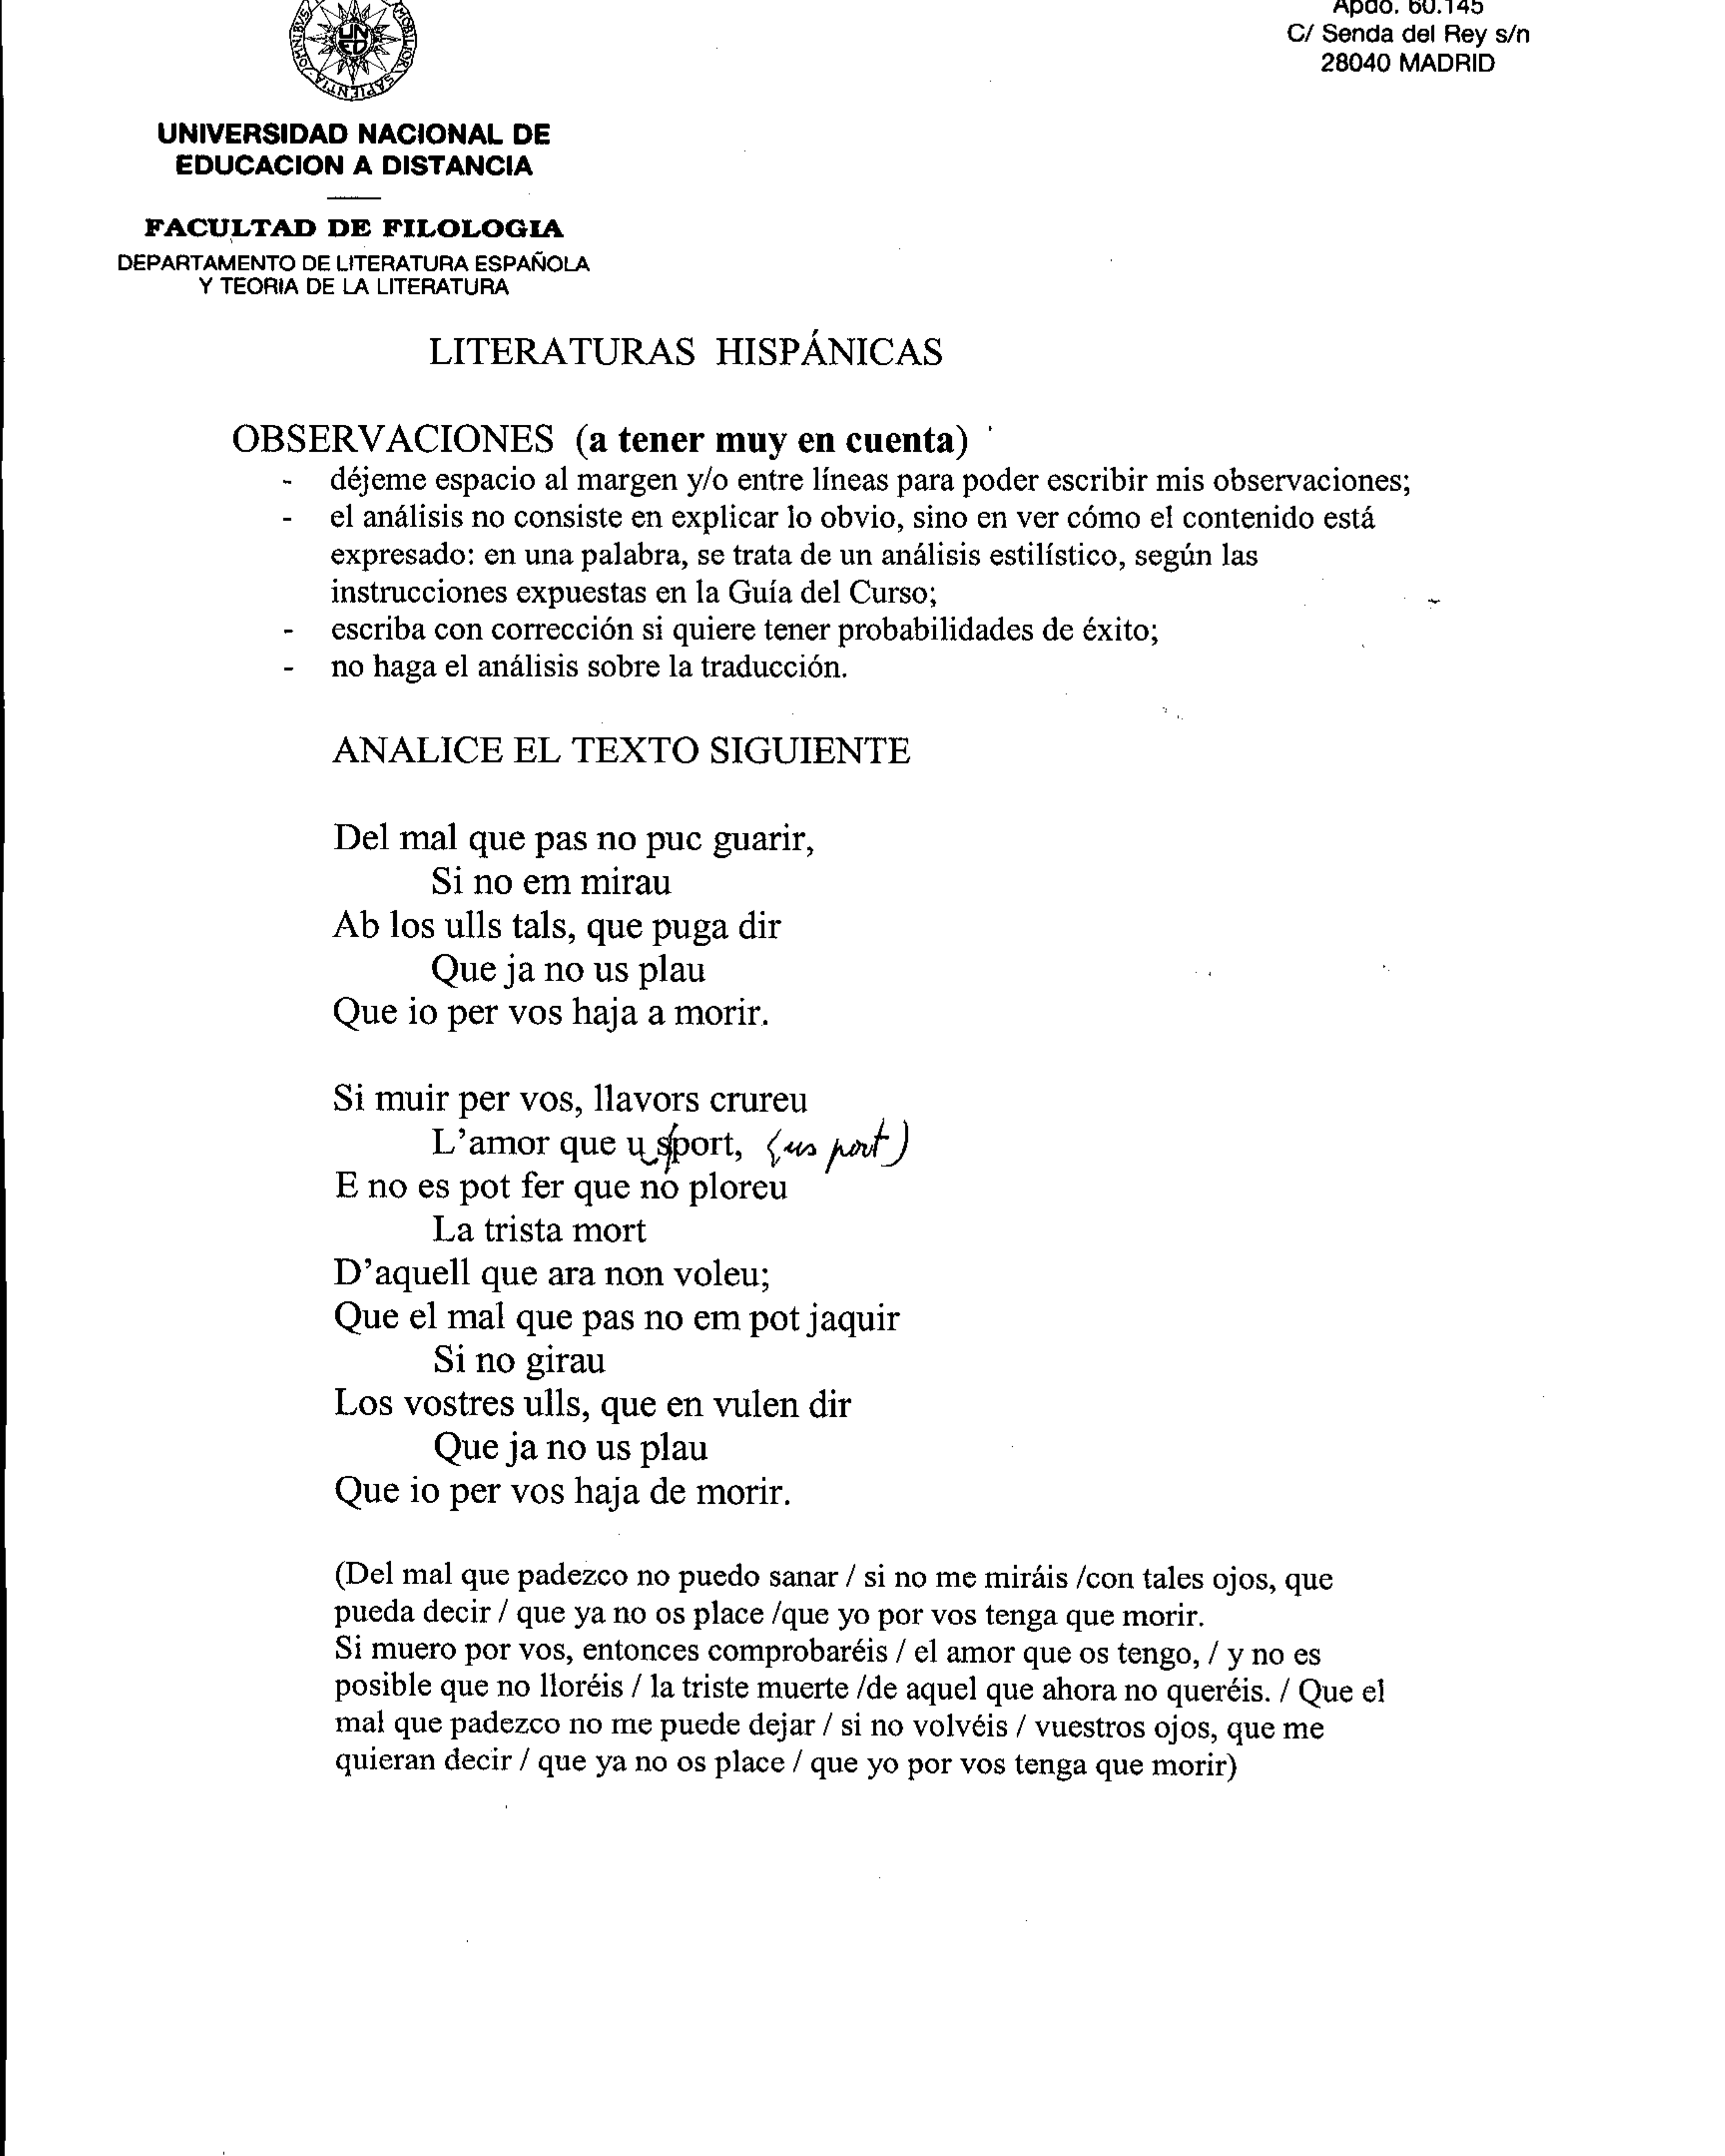 OMNIBVS MOBILIOR SAPIENTIA
UNED
Apdo. 60.145
C/ Senda del Rey s/n
28040 MADRID
UNIVERSIDAD NACIONAL DE
EDUCACION A DISTANCIA
FACULTAD DE FILOLOGIA
DEPARTAMENTO DE LITERATURA ESPAÑOLA
Y TEORIA DE LA LITERATURA
LITERATURAS HISPÁNICAS
OBSERVACIONES (a tener muy en cuenta)
- déjeme espacio al margen y/o entre líneas para poder escribir mis observaciones;
- el análisis no consiste en explicar lo obvio, sino en ver cómo el contenido está
expresado: en una palabra, se trata de un análisis estilístico, según las
instrucciones expuestas en la Guía del Curso;
- escriba con corrección si quiere tener probabilidades de éxito;
- no haga el análisis sobre la traducción.
ANALICE EL TEXTO SIGUIENTE
Del mal que pas no puc guarir,
Si no em mirau
Ab los ulls tals, que puga dir
Que ja no us plau
Que io per vos haja a morir.
Si muir per vos, llavors crureu
L'amor que u sport, (us port)
E no es pot fer que no ploreu
La trista mort
D'aquell que ara non voleu;
Que el mal que pas no em pot jaquir
Si no girau
Los vostres ulls, que en vulen dir
Que ja no us plau
Que io per vos haja de morir.
(Del mal que padezco no puedo sanar / si no me miráis /con tales ojos, que
pueda decir / que ya no os place /que yo por vos tenga que morir.
Si muero por vos, entonces comprobaréis / el amor que os tengo, / y no es
posible que no lloréis / la triste muerte /de aquel que ahora no queréis. / Que el
mal que padezco no me puede dejar / si no volvéis / vuestros ojos, que me
quieran decir / que ya no os place / que yo por vos tenga que morir)